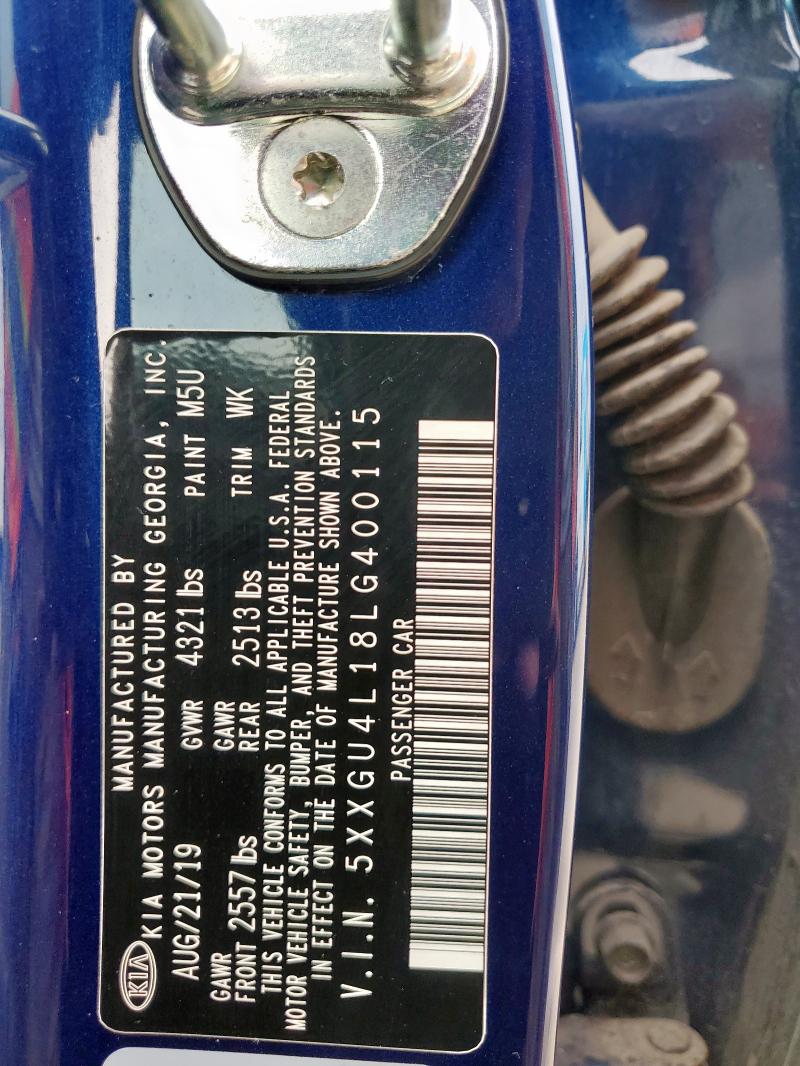 KIA
MANUFACTURED BY
KIA MOTORS MANUFACTURING GEORGIA, INC.
AUG/21/19 GVWR 4321 lbs PAINT M5U
GAWR FRONT 2557 lbs GAWR REAR 2513 lbs TRIM WK
THIS VEHICLE CONFORMS TO ALL APPLICABLE U.S.A. FEDERAL
MOTOR VEHICLE SAFETY, BUMPER, AND THEFT PREVENTION STANDARDS
IN EFFECT ON THE DATE OF MANUFACTURE SHOWN ABOVE.
V.I.N. 5XXGU4L18LG400115
PASSENGER CAR